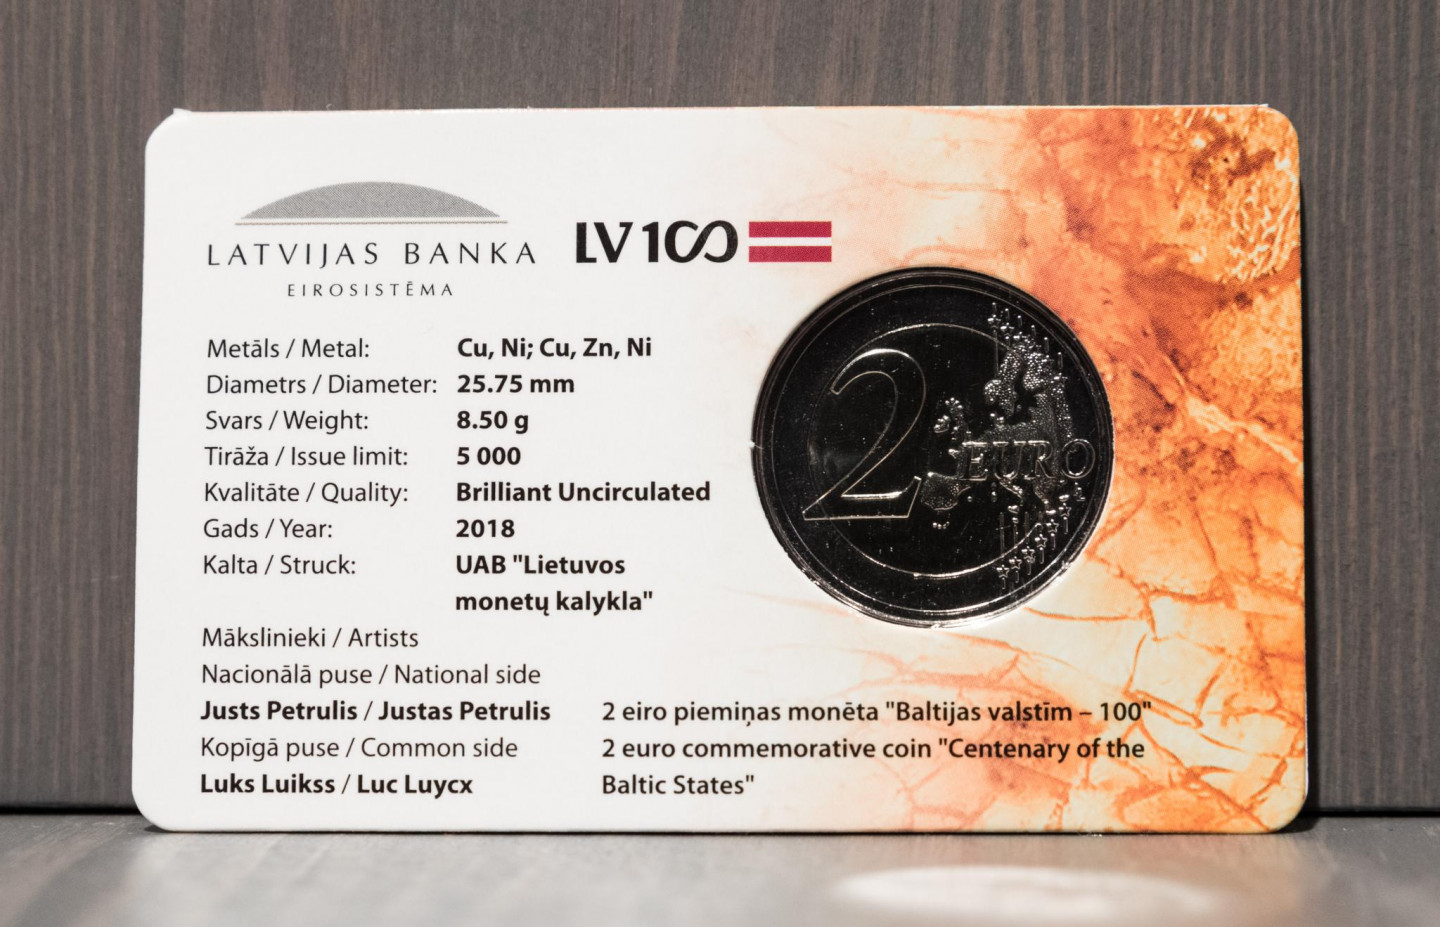 LATVIJAS BANKA
EIROSISTĒMA
LV100
Metāls / Metal: Cu, Ni; Cu, Zn, Ni
Diametrs / Diameter: 25.75 mm
Svars / Weight: 8.50 g
Tirāža / Issue limit: 5 000
Kvalitāte / Quality: Brilliant Uncirculated
Gads / Year: 2018
Kalta / Struck: UAB "Lietuvos
monetų kalykla"
Mākslinieki / Artists
Nacionālā puse / National side
Justs Petrulis / Justas Petrulis
Kopīgā puse / Common side
Luks Luikss / Luc Luycx
2 eiro piemiņas monēta "Baltijas valstīm – 100"
2 euro commemorative coin "Centenary of the
Baltic States"
2 EURO